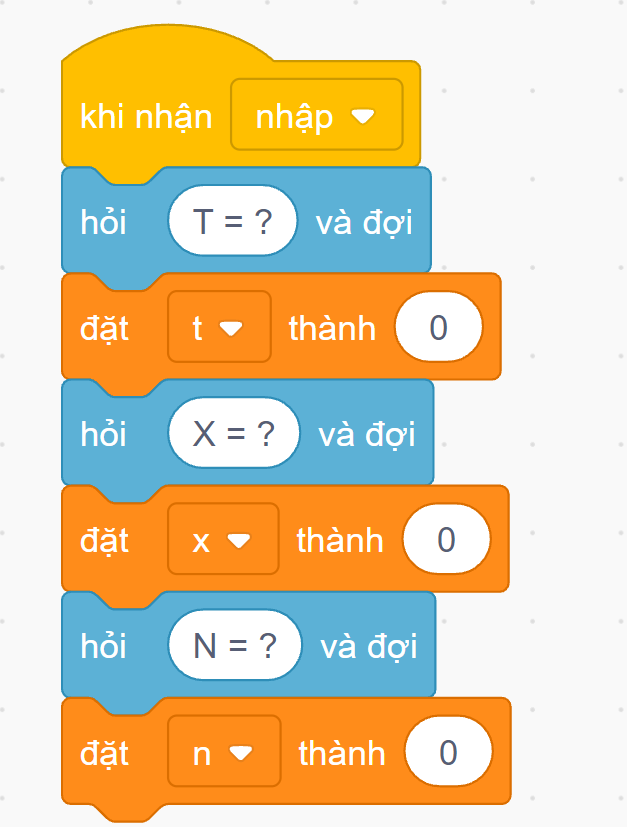 khi nhận nhập
hỏi T = ? và đợi
đặt t thành 0
hỏi X = ? và đợi
đặt x thành 0
hỏi N = ? và đợi
đặt n thành 0